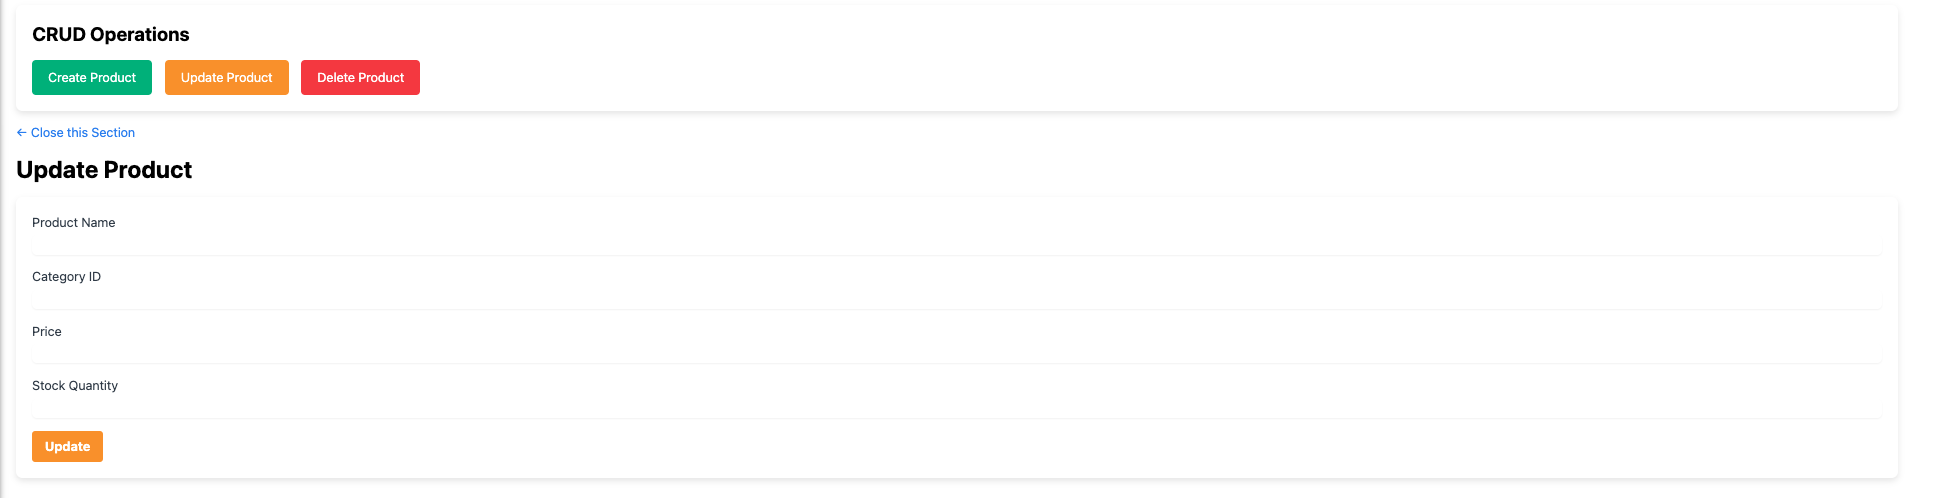 CRUD Operations
Create Product Update Product Delete Product
← Close this Section
Update Product
Product Name
Category ID
Price
Stock Quantity
Update